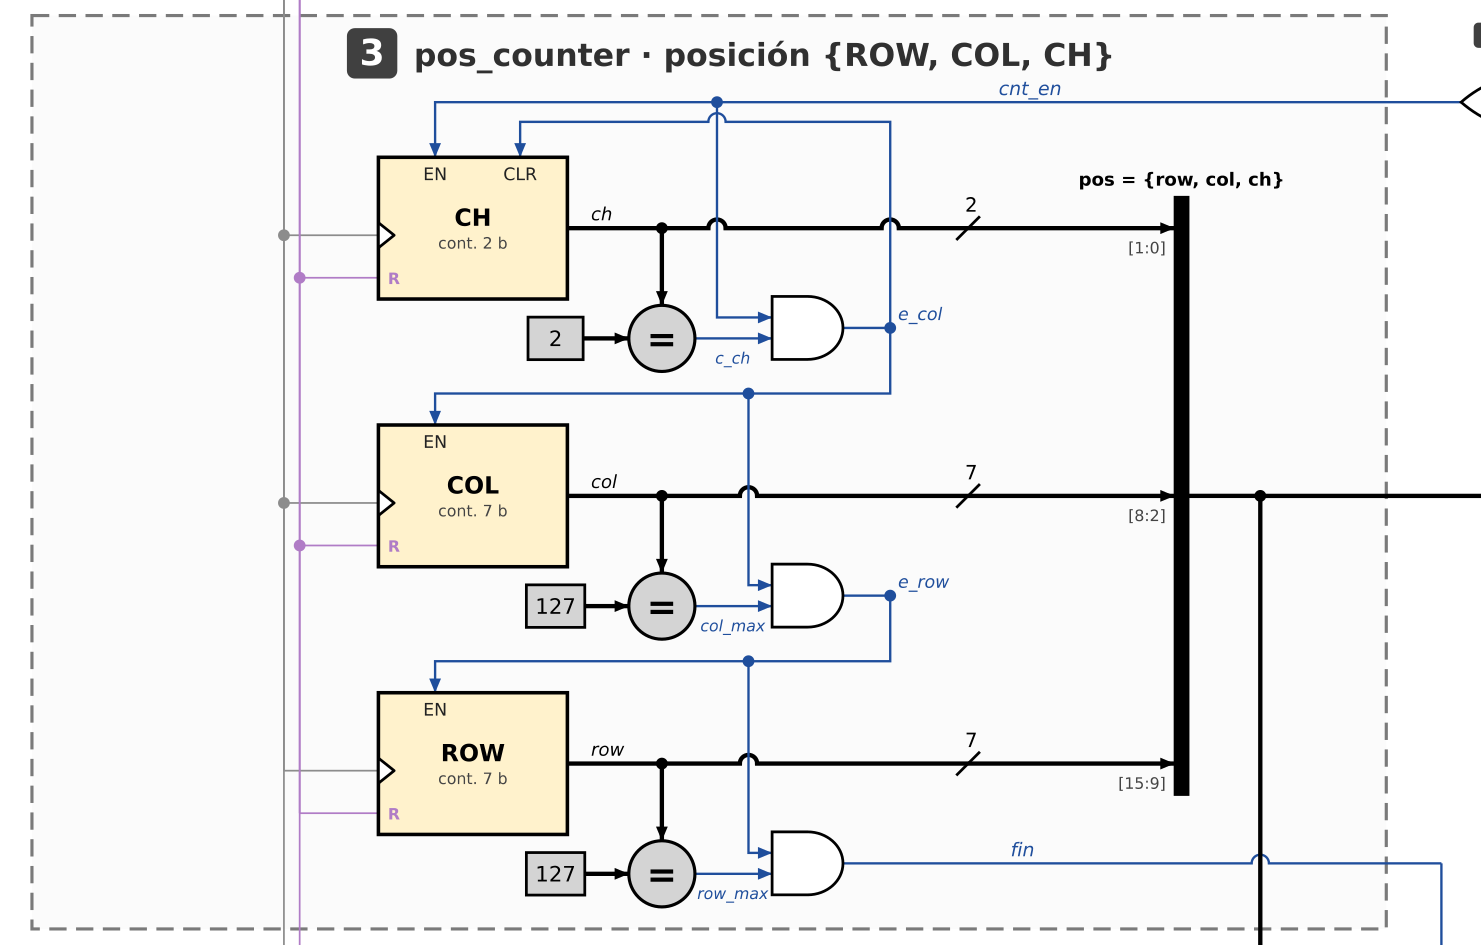 3 pos_counter · posición {ROW, COL, CH}
cnt_en
EN CLR
pos = {row, col, ch}
CH
cont. 2 b
R
ch
2
[1:0]
2
=
c_ch
e_col
EN
COL
cont. 7 b
R
col
7
[8:2]
127
=
col_max
e_row
EN
ROW
cont. 7 b
R
row
7
[15:9]
127
=
row_max
fin